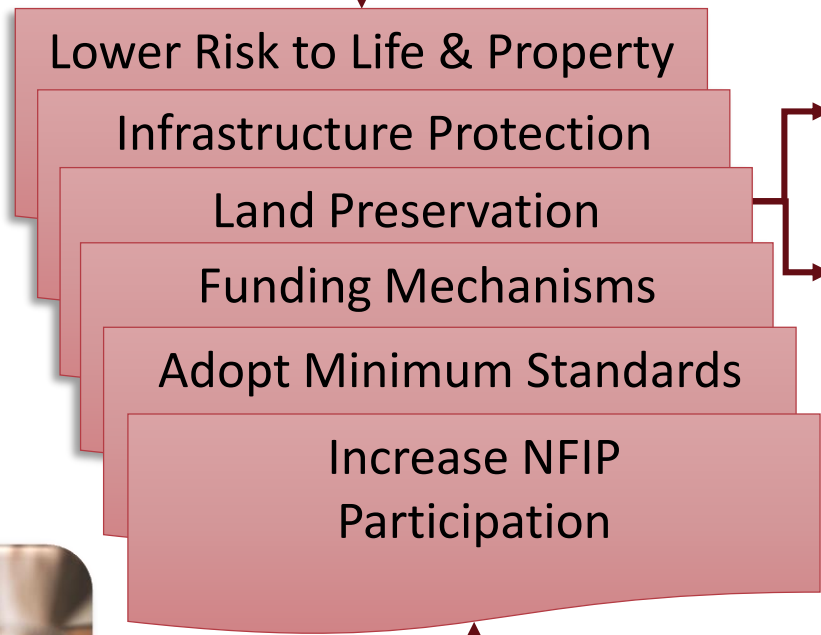 Lower Risk to Life & Property
Infrastructure Protection
Land Preservation
Funding Mechanisms
Adopt Minimum Standards
Increase NFIP
Participation